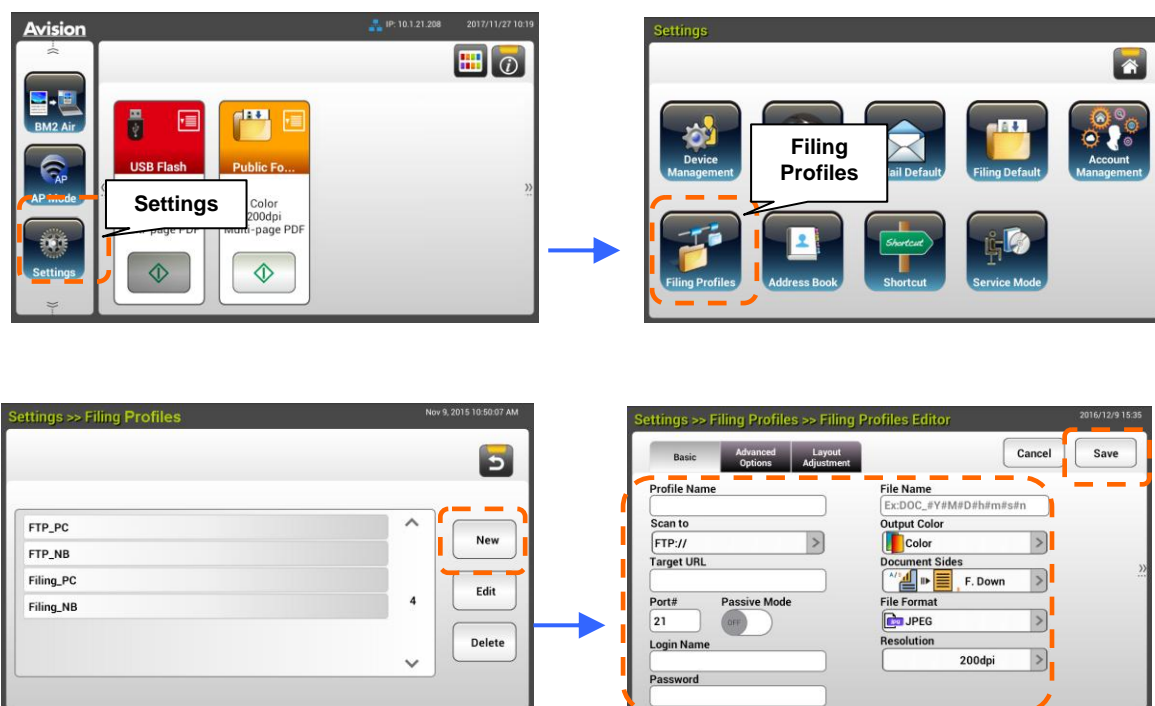 Avision
IP: 10.1.21.208
2017/11/27 10:19
BM2 Air
AP
AP Mode
Settings
USB Flash
Public Fo...
Settings
Color
200dpi
Multi-page PDF
Settings
Device
Management
Filing
Profiles
ail Default
Filing Default
Account
Management
Filing Profiles
Address Book
Shortcut
Shortcut
Service Mode
Settings >> Filing Profiles
Nov 9, 2015 10:50:07 AM
FTP_PC
FTP_NB
Filing_PC
Filing_NB
4
New
Edit
Delete
Settings >> Filing Profiles >> Filing Profiles Editor
2016/12/9 15:35
Basic
Advanced
Options
Layout
Adjustment
Cancel
Save
Profile Name
Scan to
FTP://
Target URL
Port#
Passive Mode
21
OFF
Login Name
Password
File Name
Ex:DOC_#Y#M#D#h#m#s#n
Output Color
Color
Document Sides
F. Down
File Format
JPEG
Resolution
200dpi